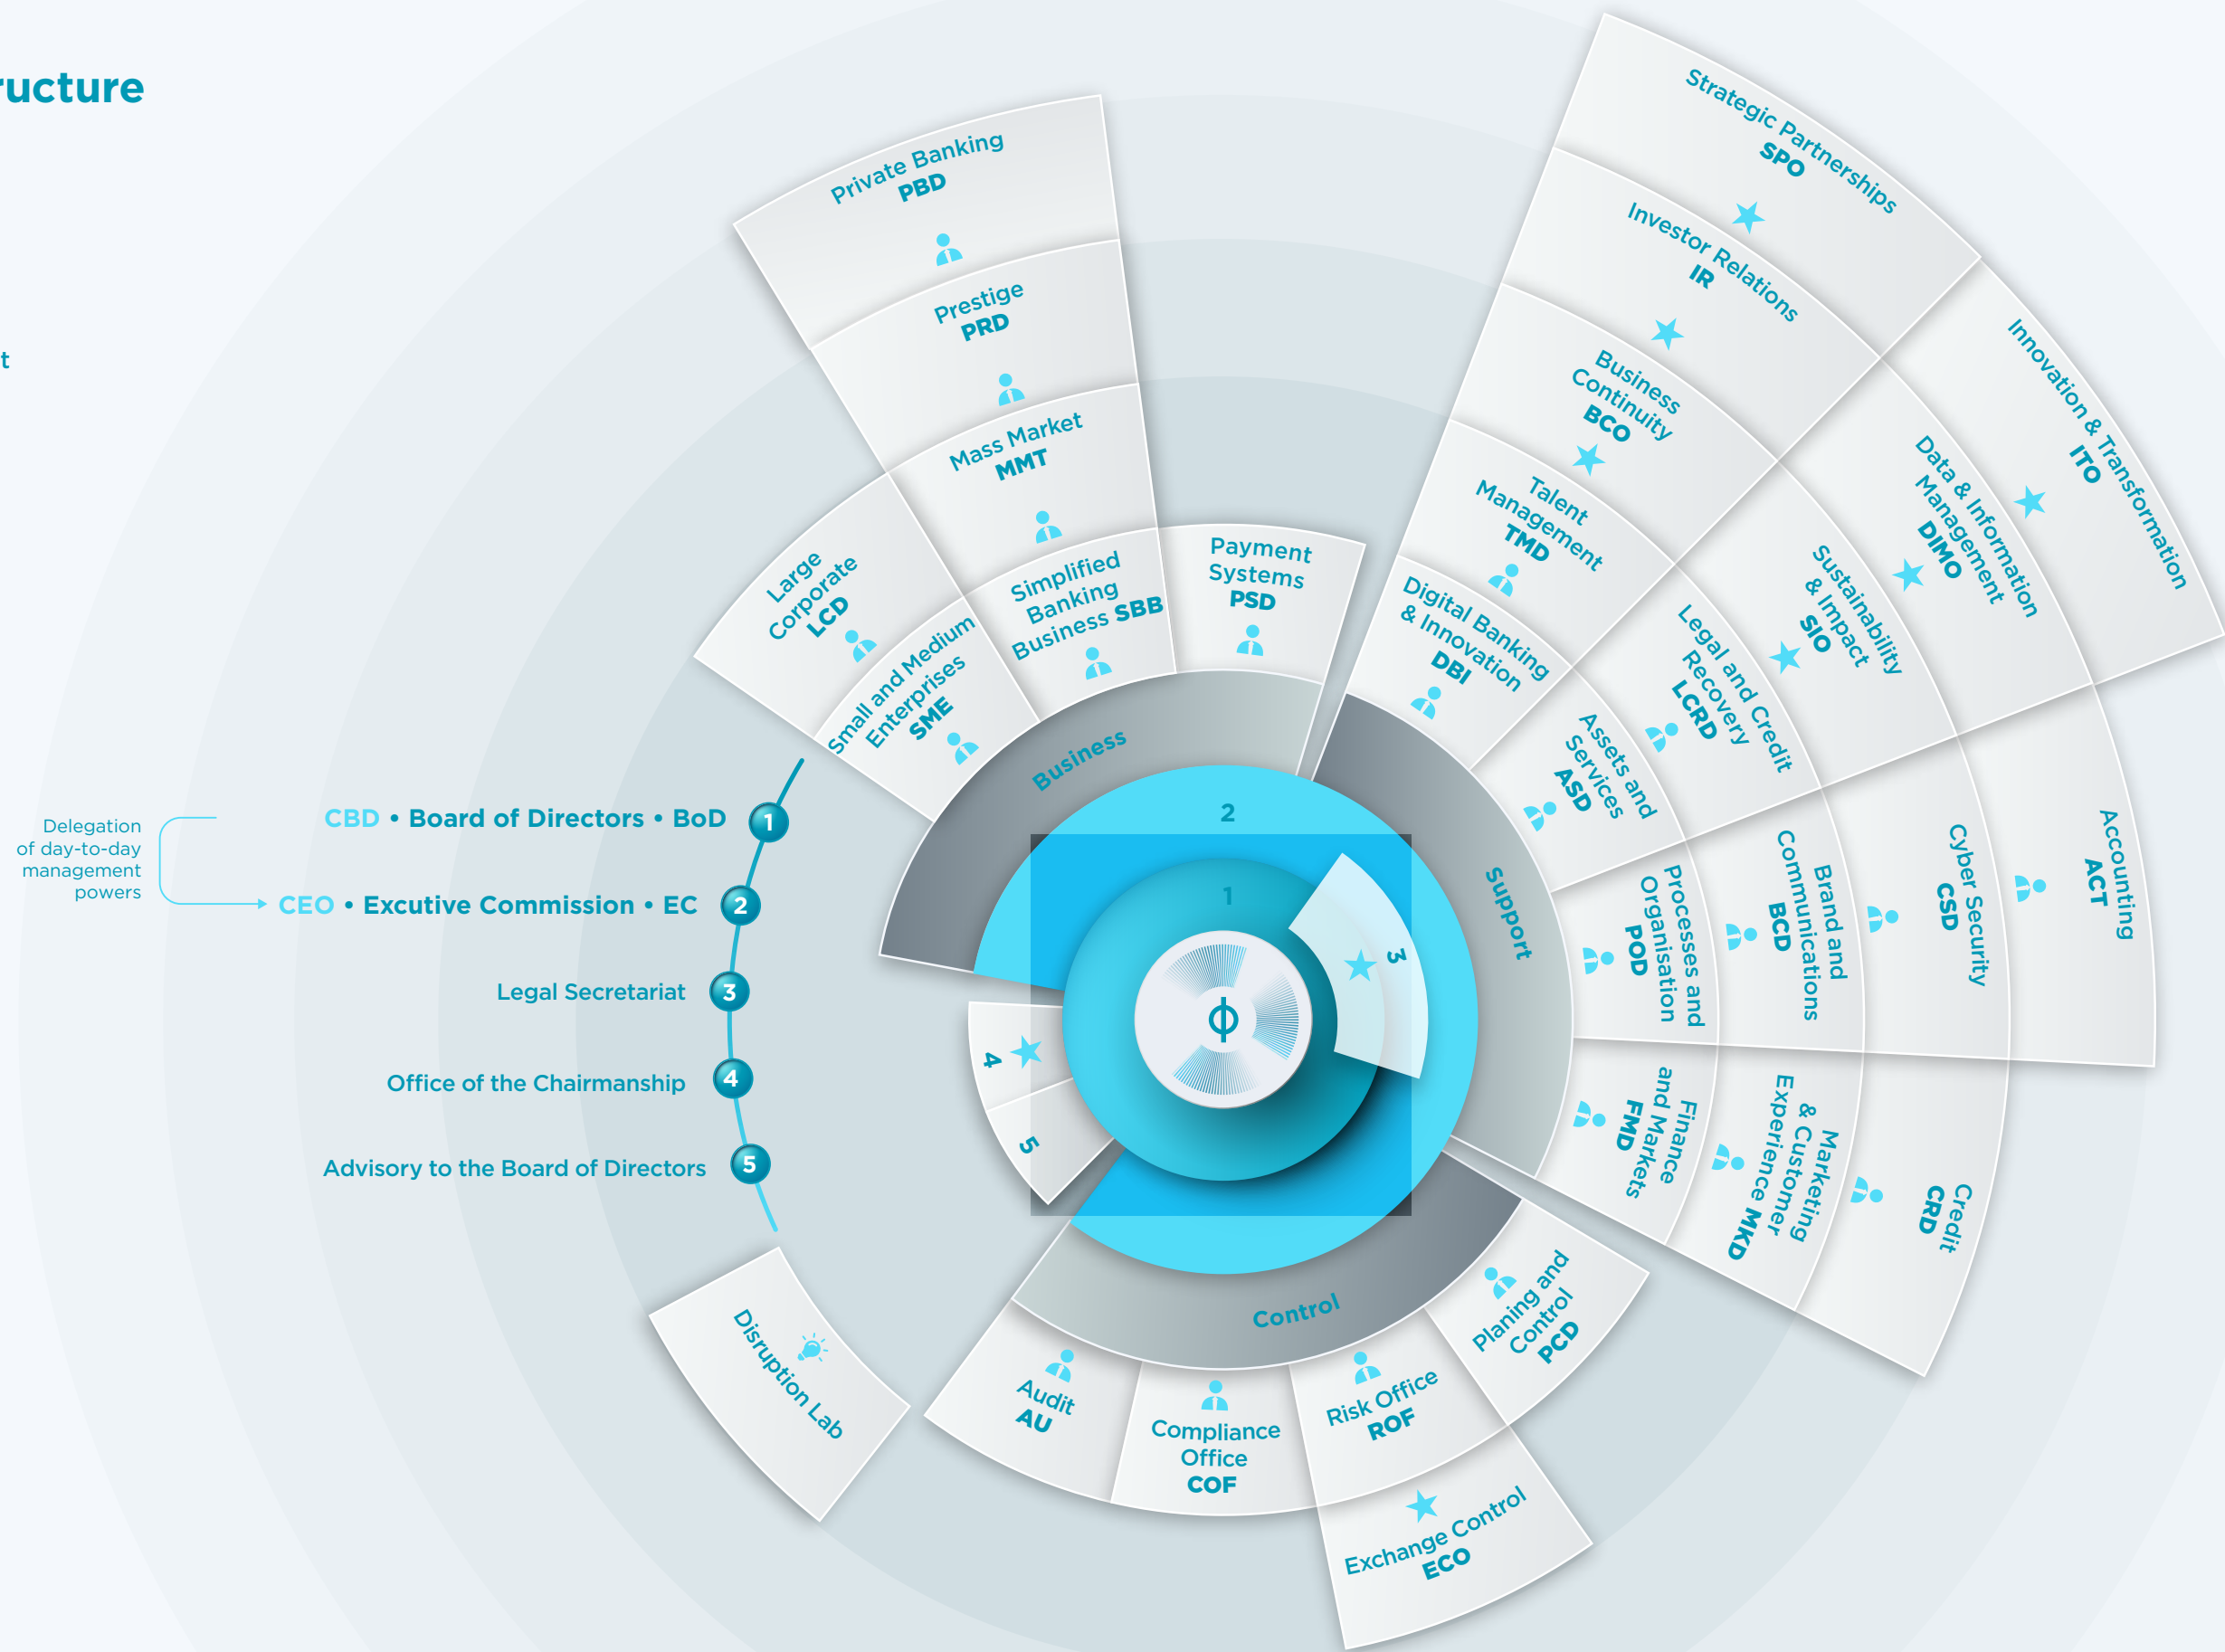 ructure
t
Private Banking
PBD
Prestige
PRD
Mass Market
MMT
Simplified
Banking
Business SBB
Large
Corporate
LCD
Small and Medium
Enterprises
SME
Payment
Systems
PSD
Business
Strategic Partnerships
SPO
Investor Relations
IR
Business
Continuity
BCO
Talent
Management
TMD
Digital Banking
& Innovation
DBI
Innovation & Transformation
ITO
Data & Information
Management
DIMO
Sustainability
& Impact
SIO
Legal and Credit
Recovery
LCRD
Assets and
Services
ASD
Accounting
ACT
Cyber Security
CSD
Brand and
Communications
BCD
Processes and
Organisation
POD
Support
Finance
and Markets
FMD
Marketing
& Customer
Experience MKD
Credit
CRD
2
1
3
4
5
Delegation
of day-to-day
management
powers
CBD • Board of Directors • BoD 1
CEO • Excutive Commission • EC 2
Legal Secretariat 3
Office of the Chairmanship 4
Advisory to the Board of Directors 5
Control
Planing and
Control
PCD
Risk Office
ROF
Exchange Control
ECO
Compliance
Office
COF
Audit
AU
Disruption Lab